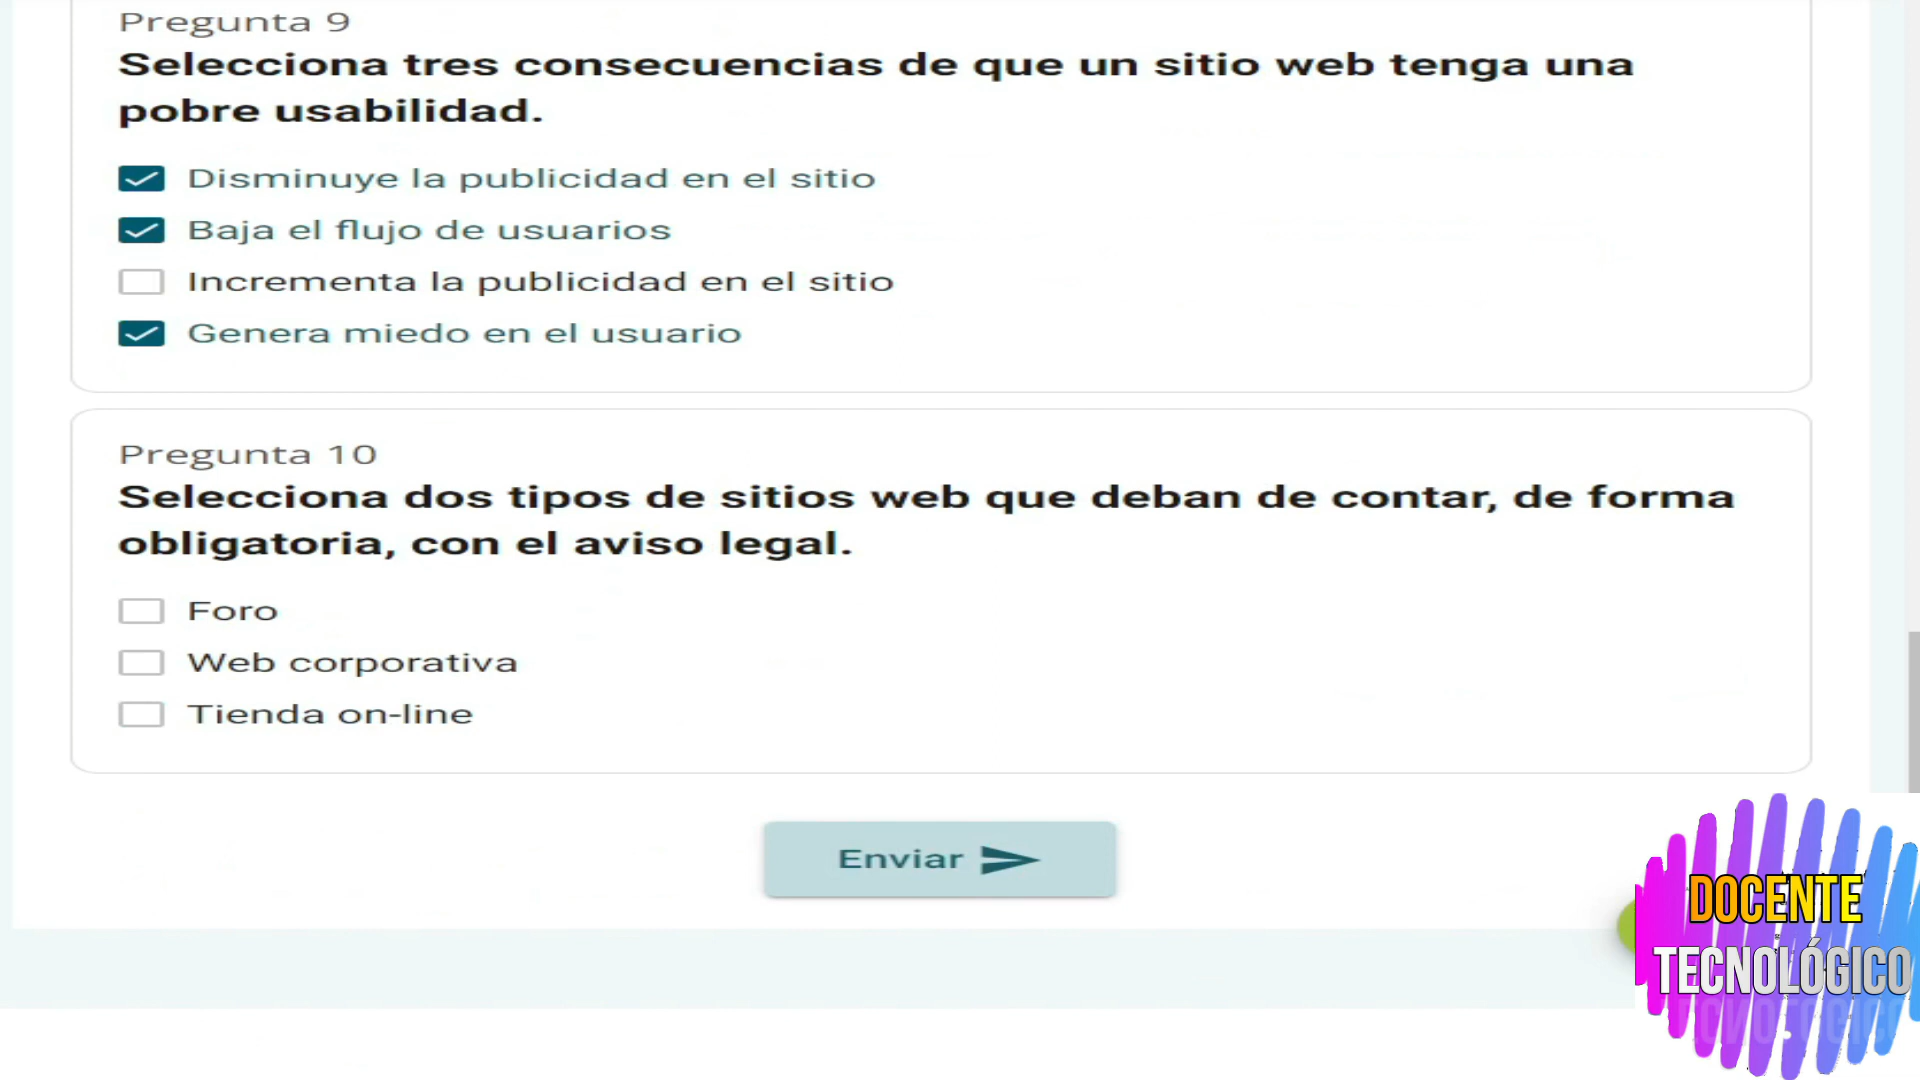 Pregunta 9
Selecciona tres consecuencias de que un sitio web tenga una
pobre usabilidad.
Disminuye la publicidad en el sitio
Baja el flujo de usuarios
Incrementa la publicidad en el sitio
Genera miedo en el usuario
Pregunta 10
Selecciona dos tipos de sitios web que deban de contar, de forma
obligatoria, con el aviso legal.
Foro
Web corporativa
Tienda on-line
Enviar
DOCENTE
TECNOLÓGICO